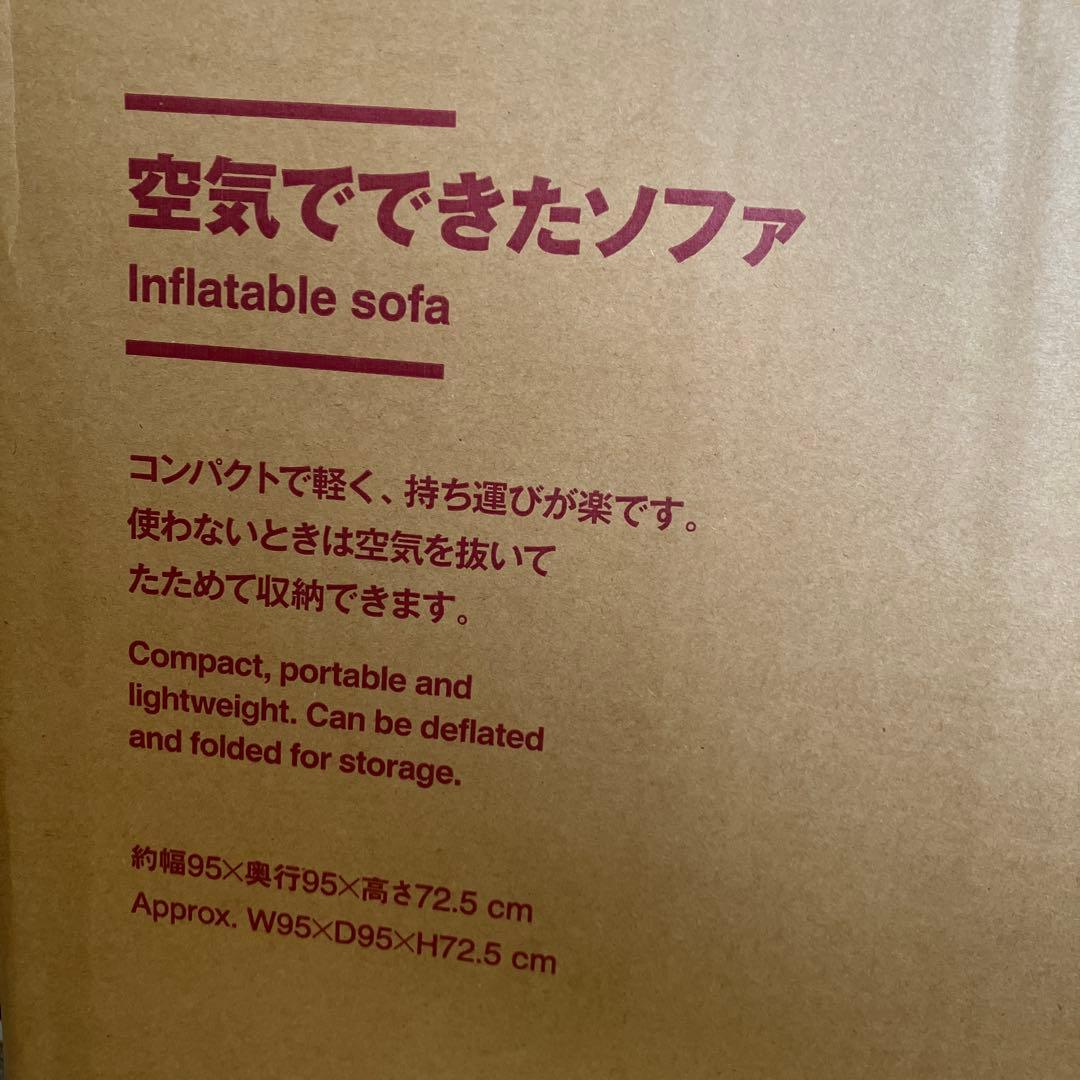 空気でできたソファ
Inflatable sofa
コンパクトで軽く、持ち運びが楽です。
使わないときは空気を抜いて
たためて収納できます。
Compact, portable and
lightweight. Can be deflated
and folded for storage.
約幅95×奥行95×高さ72.5 cm
Approx. W95×D95×H72.5 cm